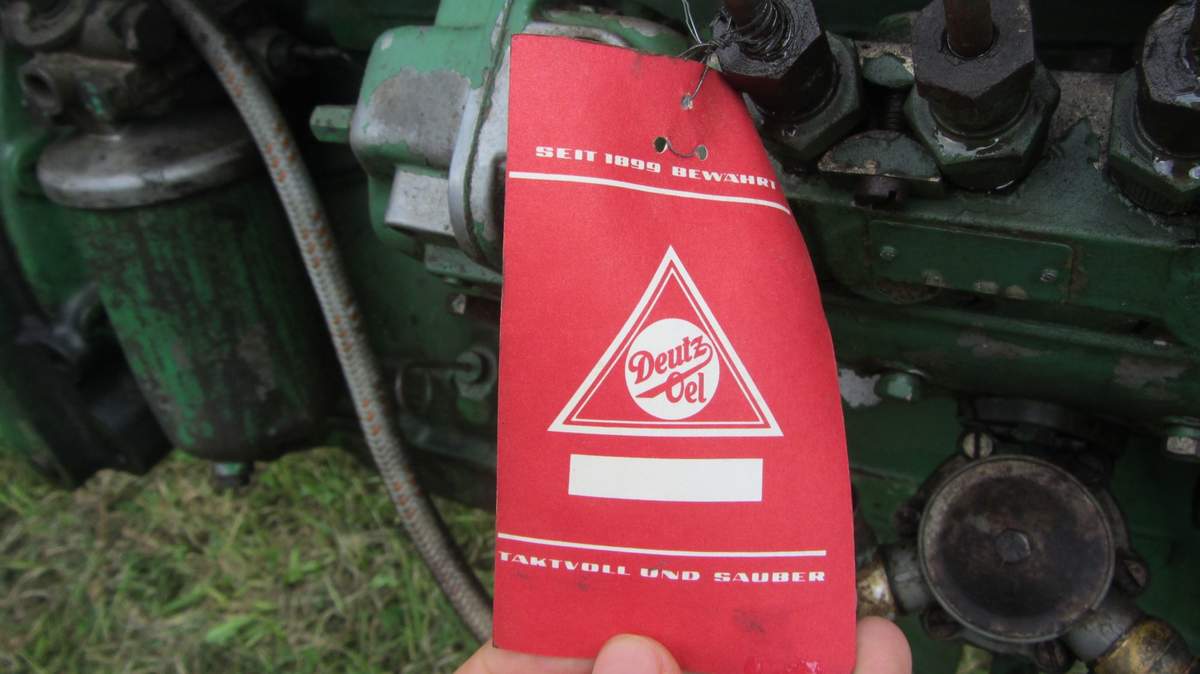 SEIT 1899 BEWÄHRT
Deutz
Oel
TAKTVOLL UND SAUBER